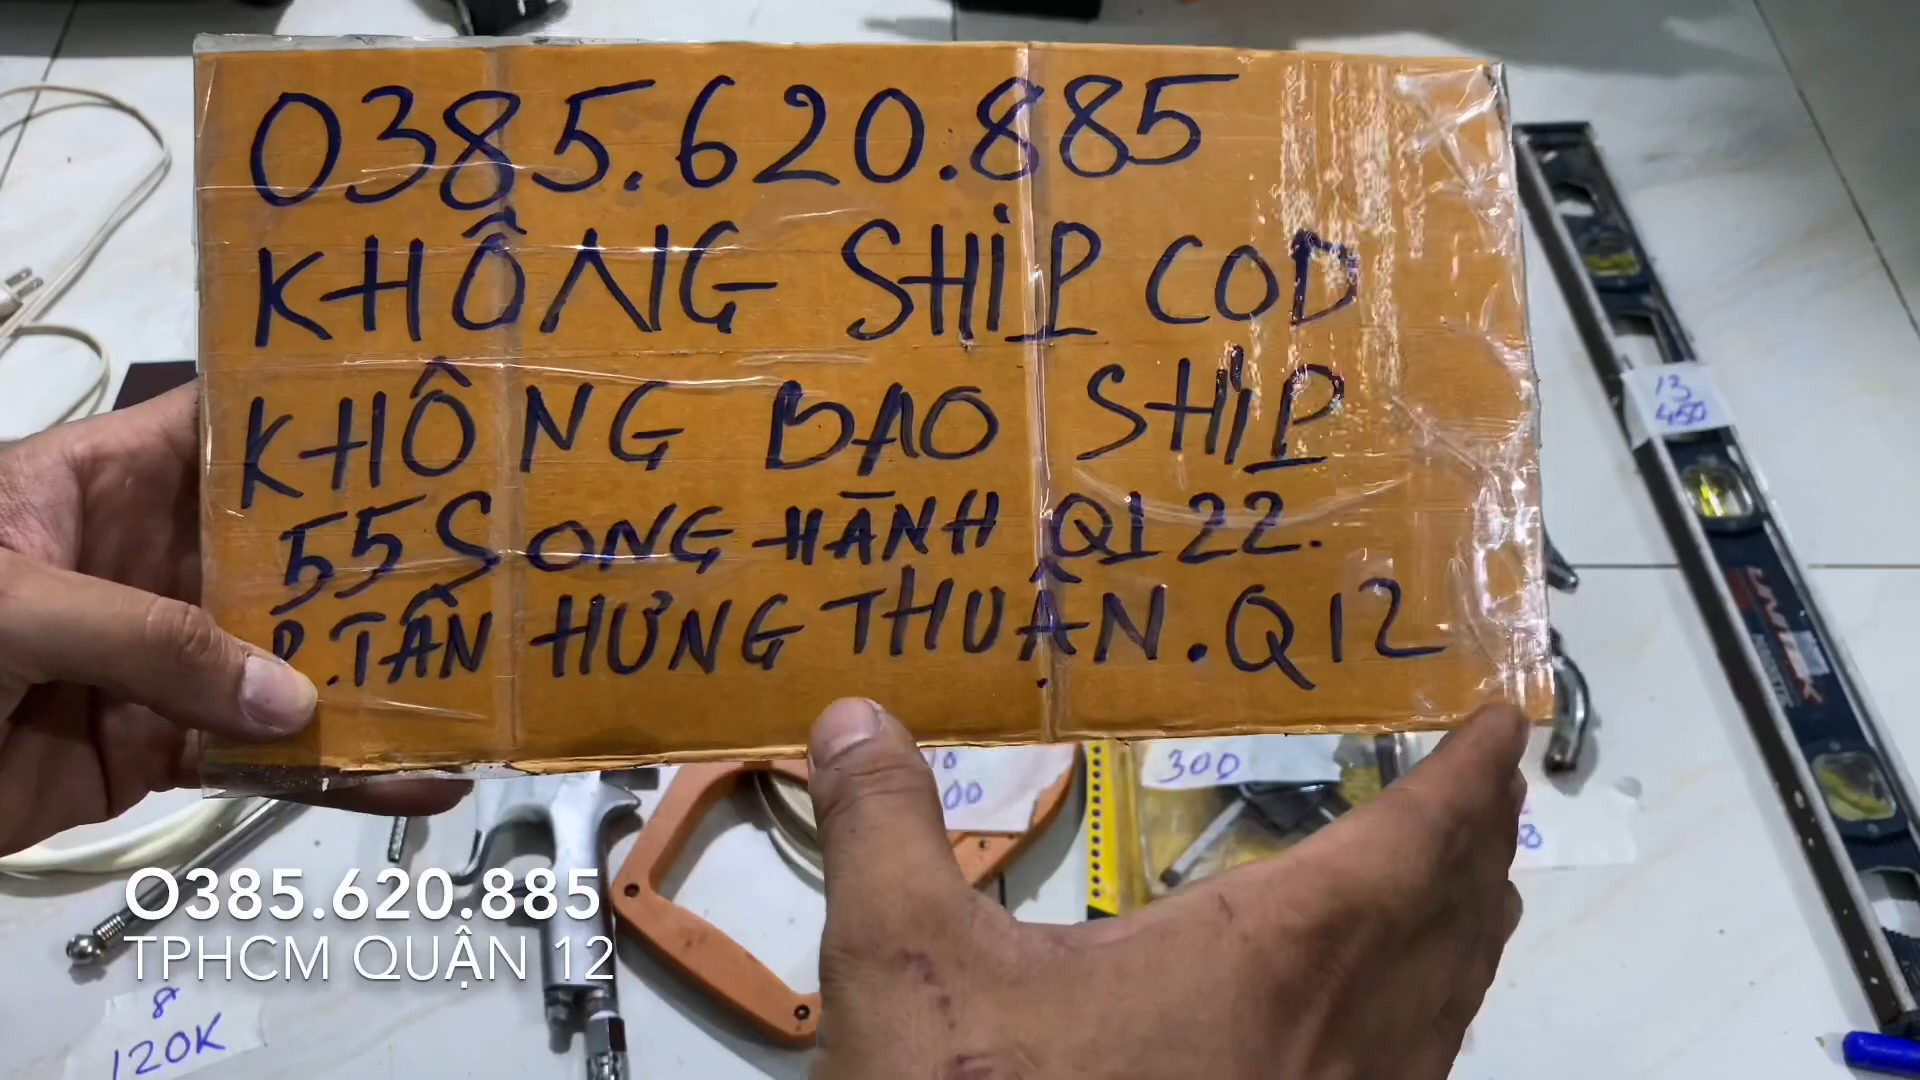 0385.620.885
KHÔNG SHIP COD
KHÔNG BAO SHIP
55 SONG HÀNH QL22.
P.TÂN HƯNG THUẬN.Q12
13
450
300
00
O385.620.885
TPHCM QUẬN 12
8
120K